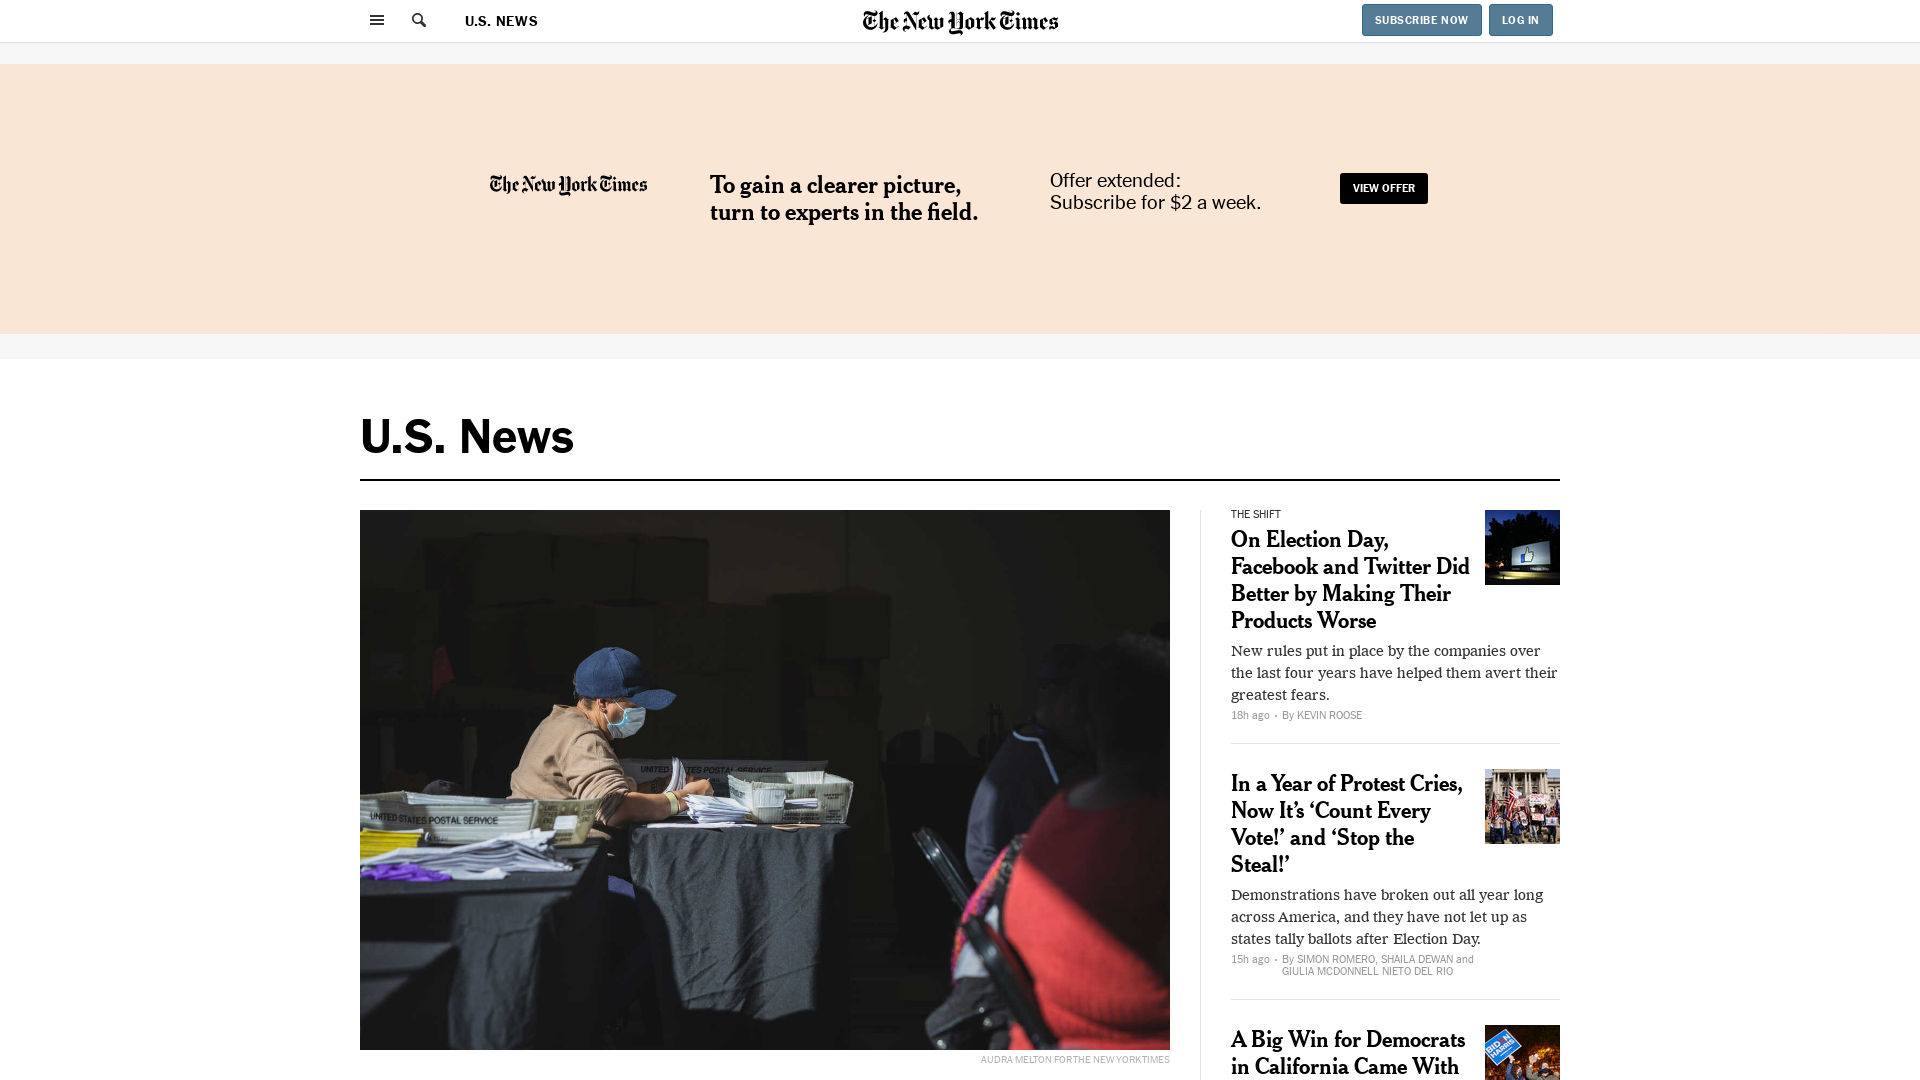 U.S. NEWS
The New York Times
SUBSCRIBE NOW
LOG IN
The New York Times
To gain a clearer picture,
turn to experts in the field.
Offer extended:
Subscribe for $2 a week.
VIEW OFFER
U.S. News
UNITED STATES POSTAL SERVICE
UNITED STATES POSTAL SERVICE
AUDRA MELTON FOR THE NEW YORK TIMES
THE SHIFT
On Election Day,
Facebook and Twitter Did
Better by Making Their
Products Worse
New rules put in place by the companies over
the last four years have helped them avert their
greatest fears.
18h ago • By KEVIN ROOSE
In a Year of Protest Cries,
Now It’s ‘Count Every
Vote!’ and ‘Stop the
Steal!’
Demonstrations have broken out all year long
across America, and they have not let up as
states tally ballots after Election Day.
15h ago • By SIMON ROMERO, SHAILA DEWAN and
GIULIA MCDONNELL NIETO DEL RIO
A Big Win for Democrats
in California Came With
BIDEN
HARRIS